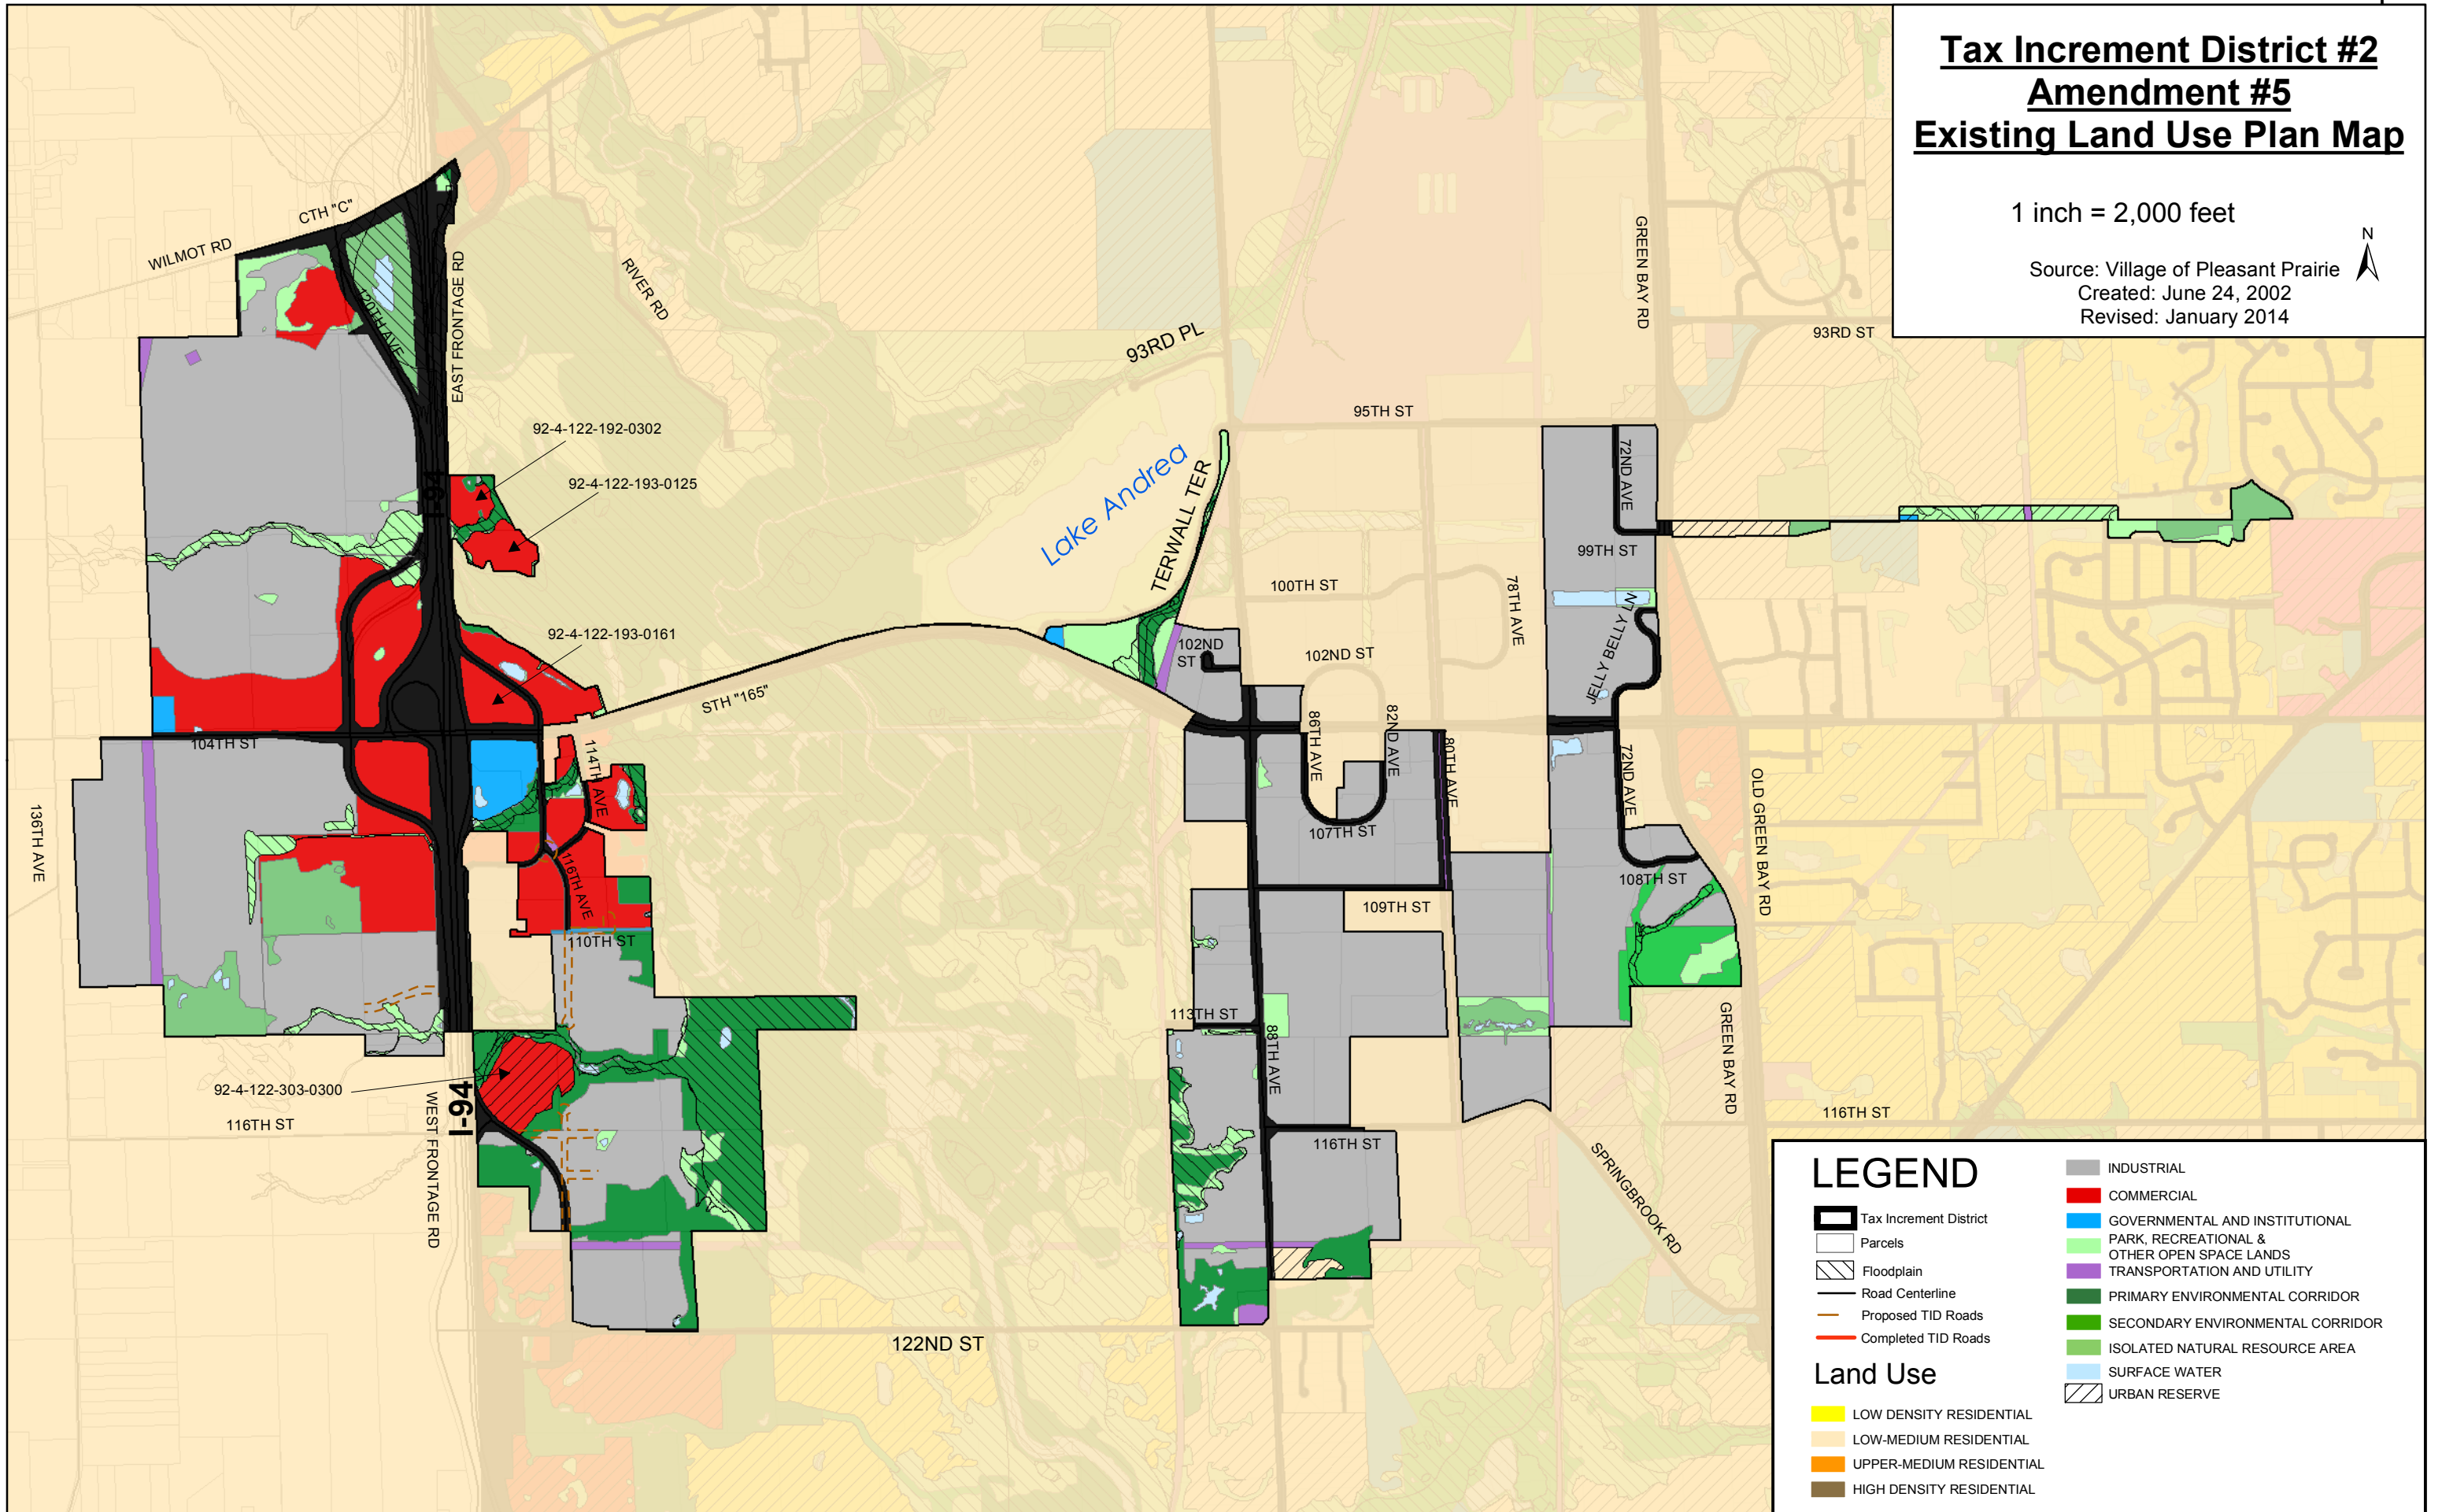 Tax Increment District #2
Amendment #5
Existing Land Use Plan Map
1 inch = 2,000 feet
N
Source: Village of Pleasant Prairie
Created: June 24, 2002
Revised: January 2014
CTH "C"
WILMOT RD
120TH AVE
EAST FRONTAGE RD
RIVER RD
93RD PL
GREEN BAY RD
93RD ST
95TH ST
92-4-122-192-0302
92-4-122-193-0125
I-94
Lake Andrea
TERWALL TER
72ND AVE
99TH ST
100TH ST
78TH AVE
JELLY BELLY LN
92-4-122-193-0161
102ND
ST
102ND ST
STH "165"
104TH ST
114TH AVE
86TH AVE
82ND AVE
80TH AVE
72ND AVE
OLD GREEN BAY RD
136TH AVE
107TH ST
116TH AVE
108TH ST
109TH ST
110TH ST
113TH ST
88TH AVE
GREEN BAY RD
92-4-122-303-0300
I-94
WEST FRONTAGE RD
116TH ST
116TH ST
116TH ST
SPRINGBROOK RD
122ND ST
LEGEND
Tax Increment District
Parcels
Floodplain
Road Centerline
Proposed TID Roads
Completed TID Roads
Land Use
LOW DENSITY RESIDENTIAL
LOW-MEDIUM RESIDENTIAL
UPPER-MEDIUM RESIDENTIAL
HIGH DENSITY RESIDENTIAL
INDUSTRIAL
COMMERCIAL
GOVERNMENTAL AND INSTITUTIONAL
PARK, RECREATIONAL &
OTHER OPEN SPACE LANDS
TRANSPORTATION AND UTILITY
PRIMARY ENVIRONMENTAL CORRIDOR
SECONDARY ENVIRONMENTAL CORRIDOR
ISOLATED NATURAL RESOURCE AREA
SURFACE WATER
URBAN RESERVE